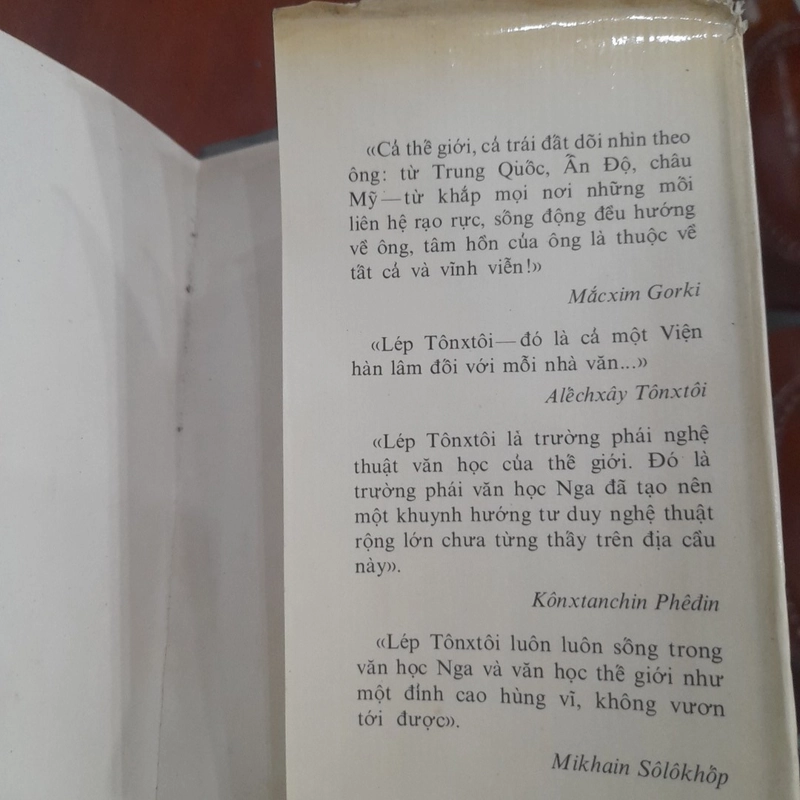 «Cả thế giới, cả trái đất dõi nhìn theo
ông: từ Trung Quốc, Ấn Độ, châu
Mỹ—từ khắp mọi nơi những mối
liên hệ rạo rực, sống động đều hướng
về ông, tâm hồn của ông là thuộc về
tất cả và vĩnh viễn!»
Mắcxim Gorki
«Lép Tônxtôi—đó là cả một Viện
hàn lâm đối với mỗi nhà văn...»
Alếchxây Tônxtôi
«Lép Tônxtôi là trường phái nghệ
thuật văn học của thế giới. Đó là
trường phái văn học Nga đã tạo nên
một khuynh hướng tư duy nghệ thuật
rộng lớn chưa từng thấy trên địa cầu
này».
Kônxtanchin Phêđin
«Lép Tônxtôi luôn luôn sống trong
văn học Nga và văn học thế giới như
một đỉnh cao hùng vĩ, không vươn
tới được».
Mikhain Sôlôkhốp